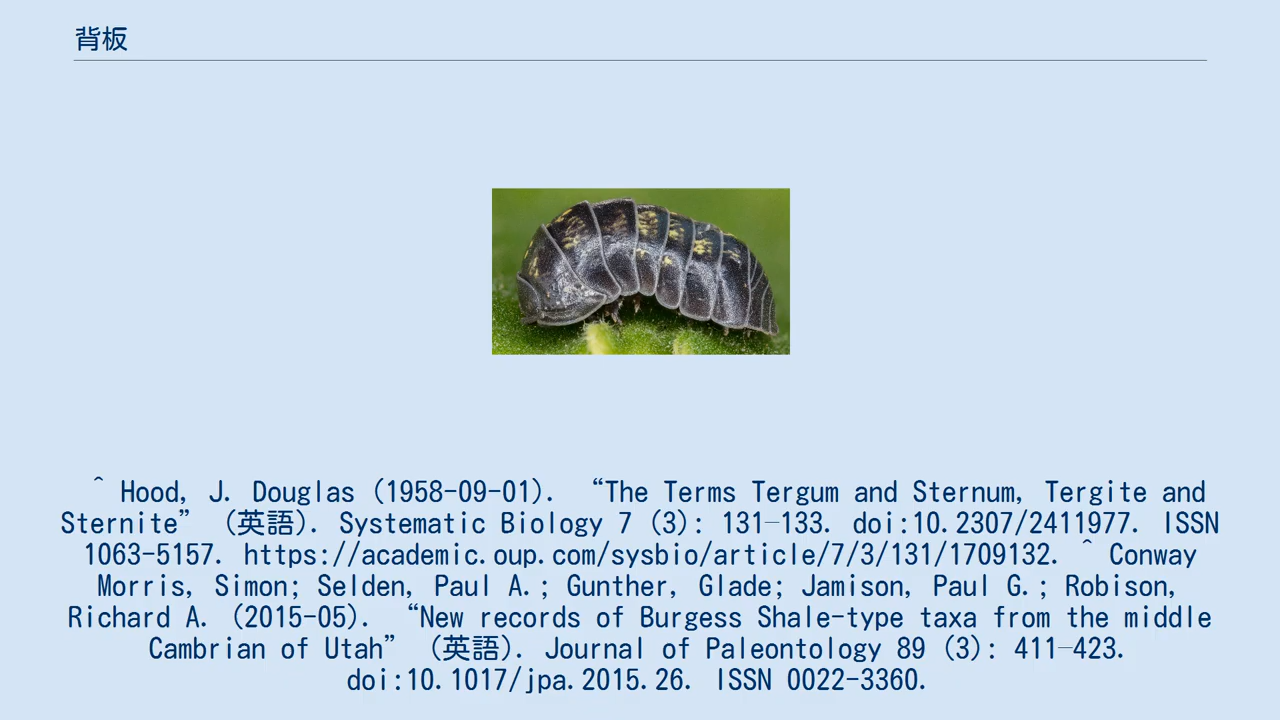 背板
^ Hood, J. Douglas (1958-09-01). “The Terms Tergum and Sternum, Tergite and
Sternite” (英語). Systematic Biology 7 (3): 131–133. doi:10.2307/2411977. ISSN
1063-5157. https://academic.oup.com/sysbio/article/7/3/131/1709132. ^ Conway
Morris, Simon; Selden, Paul A.; Gunther, Glade; Jamison, Paul G.; Robison,
Richard A. (2015-05). “New records of Burgess Shale-type taxa from the middle
Cambrian of Utah” (英語). Journal of Paleontology 89 (3): 411–423.
doi:10.1017/jpa.2015.26. ISSN 0022-3360.